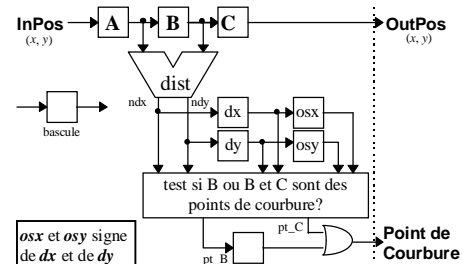 InPos
(x, y)
A
B
C
OutPos
(x, y)
dist
ndx
ndy
bascule
dx
osx
dy
osy
test si B ou B et C sont des
points de courbure?
osx et osy signe
de dx et de dy
pt_C
pt_B
Point de
Courbure